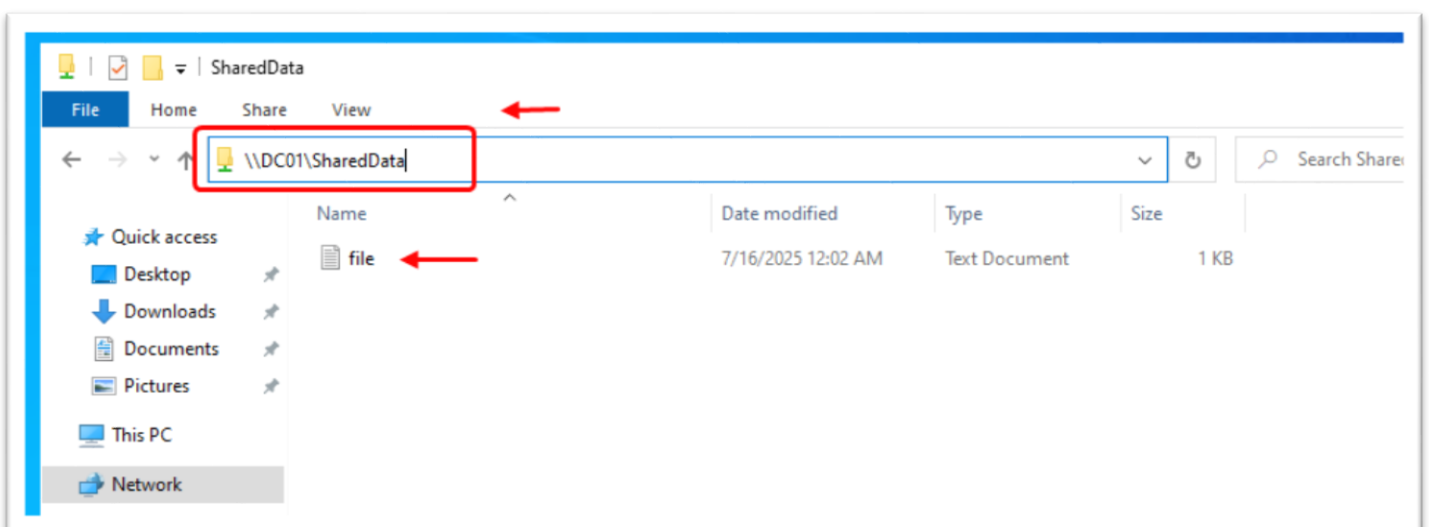 SharedData
File Home Share View
\\DC01\SharedData
Search
Name Date modified Type Size
Quick access
file 7/16/2025 12:02 AM Text Document 1 KB
Desktop
Downloads
Documents
Pictures
This PC
Network